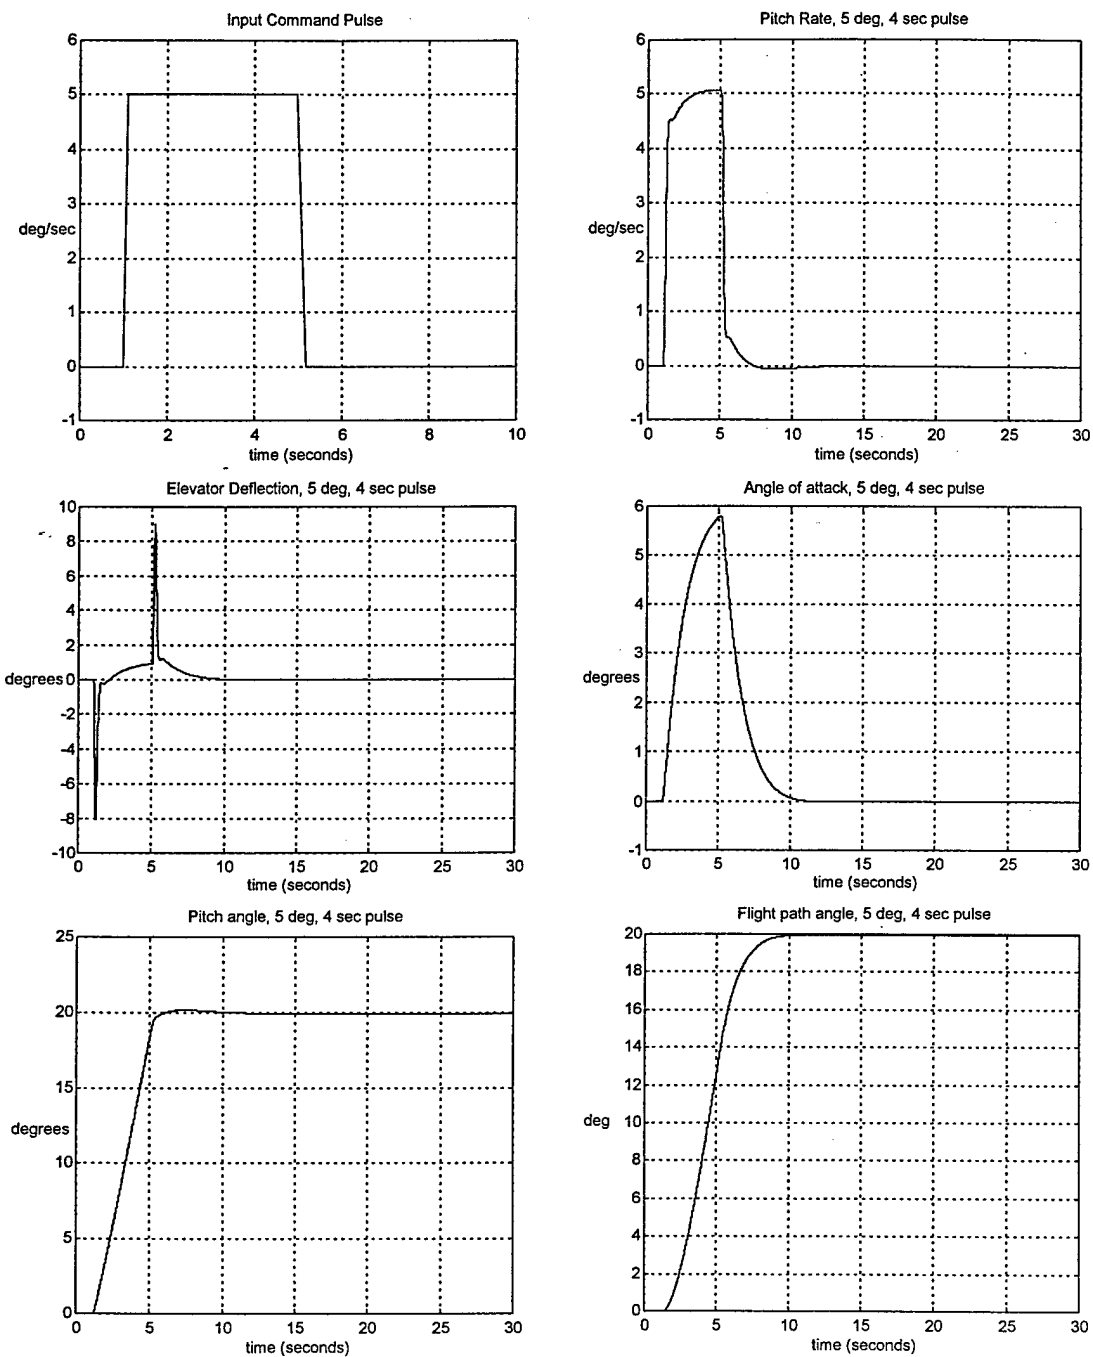 Input Command Pulse
6
5
4
3
deg/sec
2
1
0
-1
0 2 4 6 8 10
time (seconds)
Pitch Rate, 5 deg, 4 sec pulse
6
5
4
3
deg/sec
2
1
0
-1
0 5 10 15 20 25 30
time (seconds)
Elevator Deflection, 5 deg, 4 sec pulse
10
8
6
4
2
degrees 0
-2
-4
-6
-8
-10
0 5 10 15 20 25 30
time (seconds)
Angle of attack, 5 deg, 4 sec pulse
6
5
4
3
degrees
2
1
0
-1
0 5 10 15 20 25 30
time (seconds)
Pitch angle, 5 deg, 4 sec pulse
25
20
15
degrees
10
5
0
0 5 10 15 20 25 30
time (seconds)
Flight path angle, 5 deg, 4 sec pulse
20
18
16
14
12
deg 10
8
6
4
2
0
0 5 10 15 20 25 30
time (seconds)